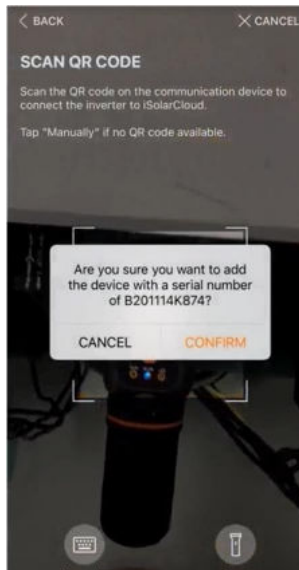 < BACK
CANCEL
SCAN QR CODE
Scan the QR code on the communication device to
connect the inverter to iSolarCloud.
Tap "Manually" if no QR code available.
Are you sure you want to add
the device with a serial number
of B201114K874?
CANCEL
CONFIRM